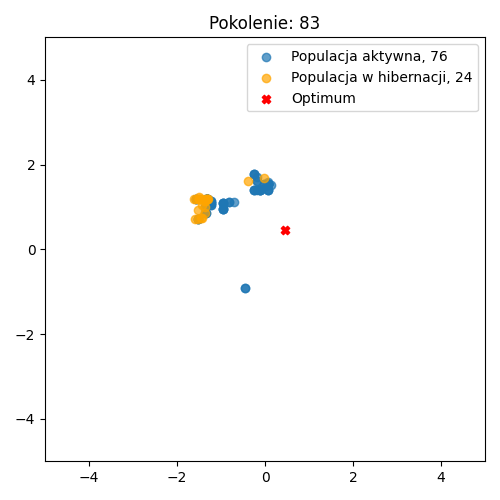 Pokolenie: 83
Populacja aktywna, 76
Populacja w hibernacji, 24
Optimum
4
2
0
−2
−4
−4
−2
0
2
4